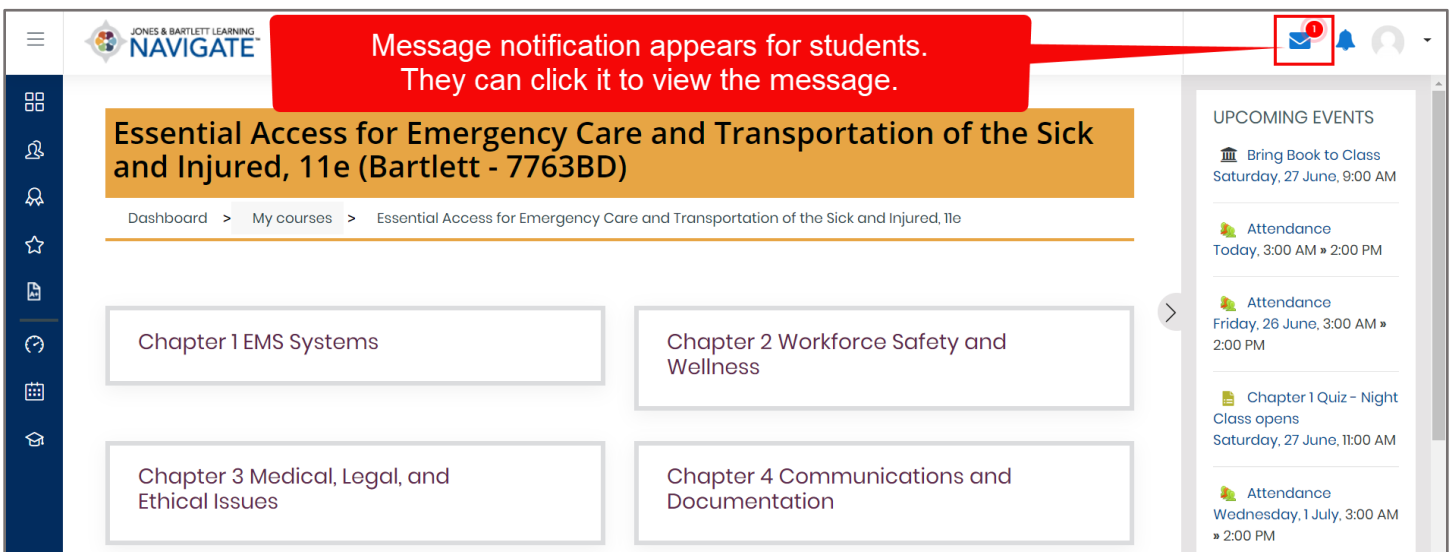 JONES & BARTLETT LEARNING
NAVIGATE™
Message notification appears for students.
They can click it to view the message.
1
Essential Access for Emergency Care and Transportation of the Sick
and Injured, 11e (Bartlett - 7763BD)
Dashboard > My courses > Essential Access for Emergency Care and Transportation of the Sick and Injured, 11e
Chapter 1 EMS Systems
Chapter 2 Workforce Safety and
Wellness
Chapter 3 Medical, Legal, and
Ethical Issues
Chapter 4 Communications and
Documentation
UPCOMING EVENTS
Bring Book to Class
Saturday, 27 June, 9:00 AM
Attendance
Today, 3:00 AM » 2:00 PM
Attendance
Friday, 26 June, 3:00 AM »
2:00 PM
Chapter 1 Quiz - Night
Class opens
Saturday, 27 June, 11:00 AM
Attendance
Wednesday, 1 July, 3:00 AM
» 2:00 PM
A+